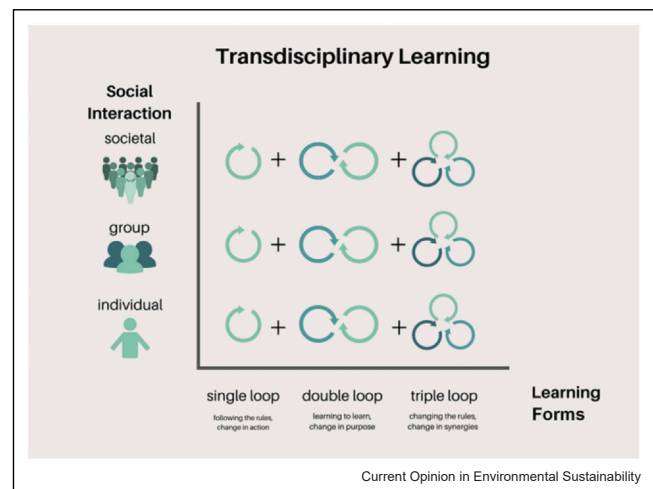 Transdisciplinary Learning
Social
Interaction
societal
group
individual
single loop
following the rules,
change in action
double loop
learning to learn,
change in purpose
triple loop
changing the rules,
change in synergies
Learning
Forms
Current Opinion in Environmental Sustainability